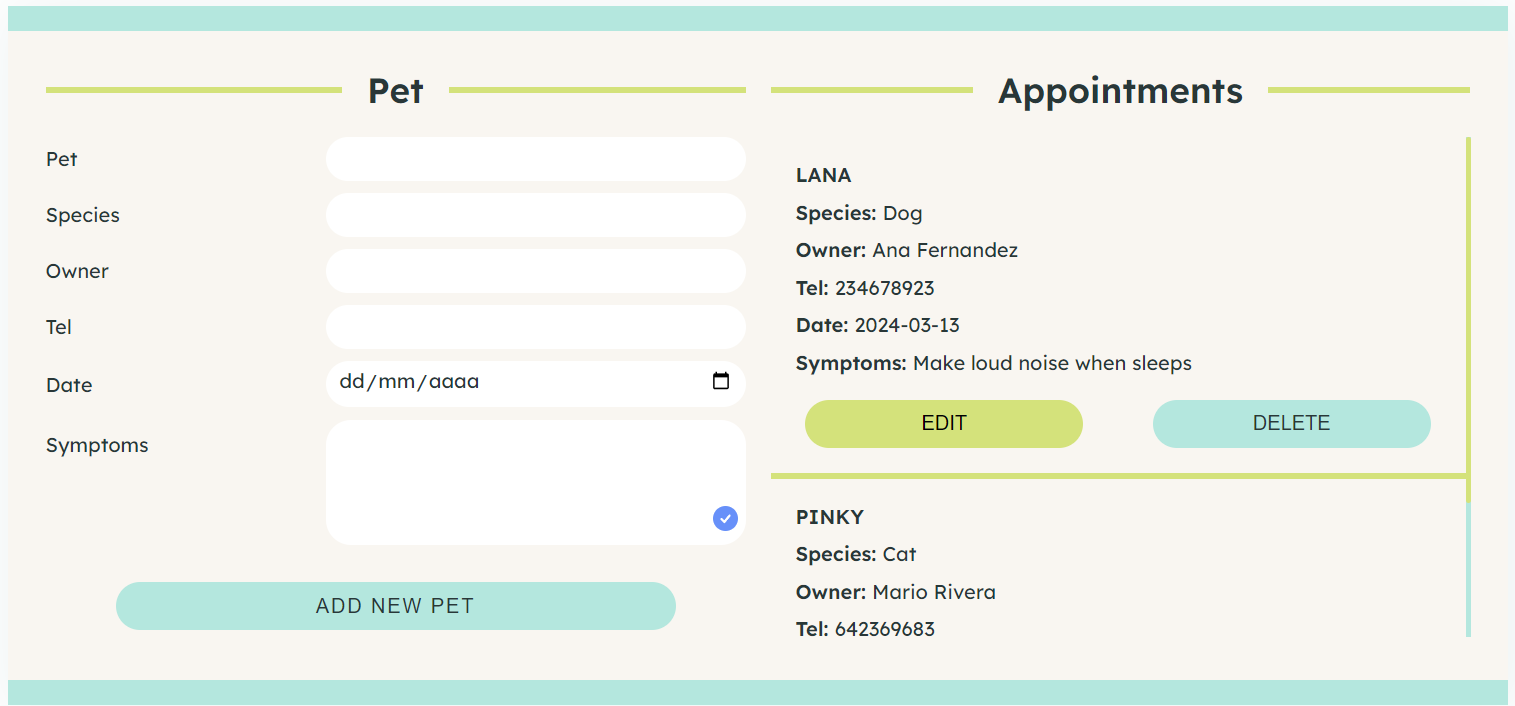 Pet
Pet
Species
Owner
Tel
Date dd/mm/aaaa
Symptoms
ADD NEW PET
Appointments
LANA
Species: Dog
Owner: Ana Fernandez
Tel: 234678923
Date: 2024-03-13
Symptoms: Make loud noise when sleeps
EDIT DELETE
PINKY
Species: Cat
Owner: Mario Rivera
Tel: 642369683